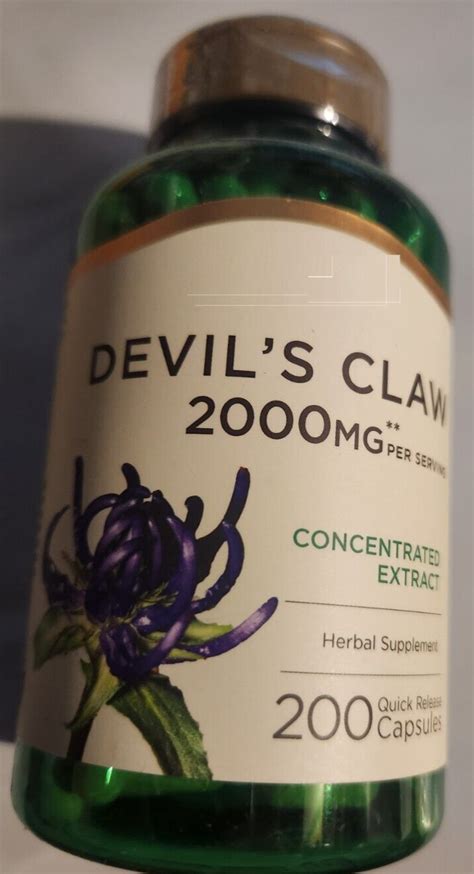 DEVIL'S CLAW
2000MG** PER SERVING
CONCENTRATED
EXTRACT
Herbal Supplement
200 Quick Release
Capsules